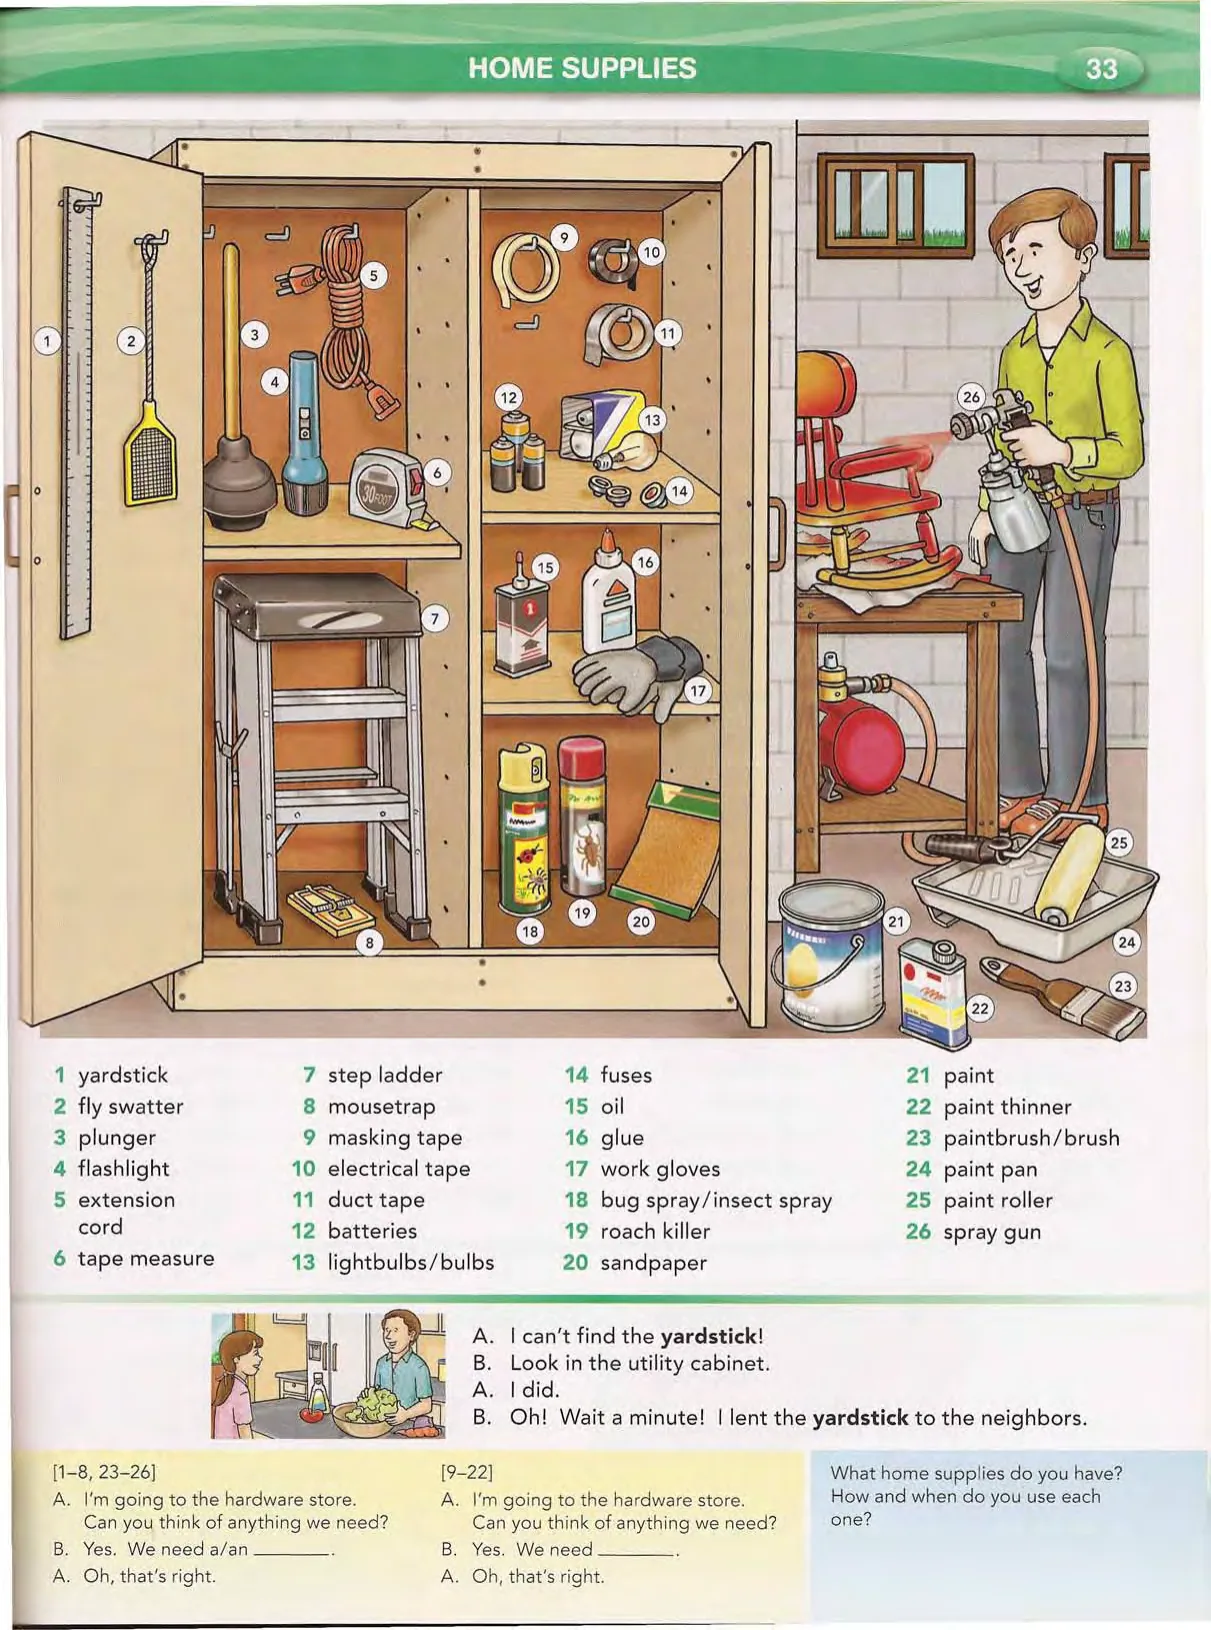 HOME SUPPLIES
33
1
2
3
4
5
6
7
8
9
10
11
12
13
14
15
16
17
18
19
20
21
22
23
24
25
26
30 FOOT
1
1 yardstick
2 fly swatter
3 plunger
4 flashlight
5 extension
cord
6 tape measure
7 step ladder
8 mousetrap
9 masking tape
10 electrical tape
11 duct tape
12 batteries
13 lightbulbs/bulbs
14 fuses
15 oil
16 glue
17 work gloves
18 bug spray/insect spray
19 roach killer
20 sandpaper
21 paint
22 paint thinner
23 paintbrush/brush
24 paint pan
25 paint roller
26 spray gun
A. I can't find the yardstick!
B. Look in the utility cabinet.
A. I did.
B. Oh! Wait a minute! I lent the yardstick to the neighbors.
[1–8, 23–26]
A. I'm going to the hardware store.
Can you think of anything we need?
B. Yes. We need a/an ________.
A. Oh, that's right.
[9–22]
A. I'm going to the hardware store.
Can you think of anything we need?
B. Yes. We need ________.
A. Oh, that's right.
What home supplies do you have?
How and when do you use each
one?